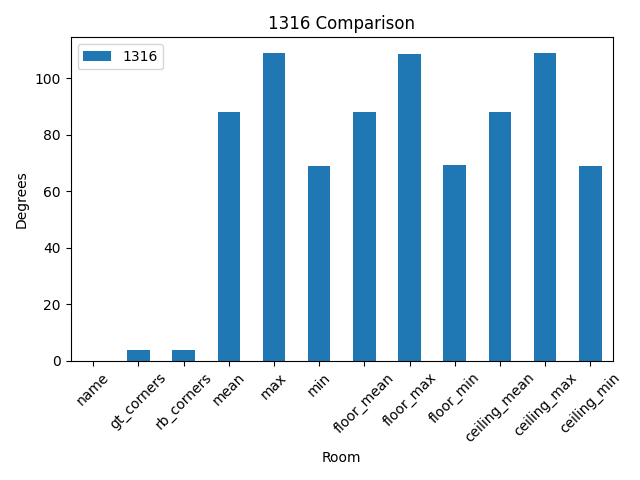 1316 Comparison
1316
Degrees
100
80
60
40
20
0
name
gt_corners
rb_corners
mean
max
min
floor_mean
floor_max
floor_min
ceiling_mean
ceiling_max
ceiling_min
Room